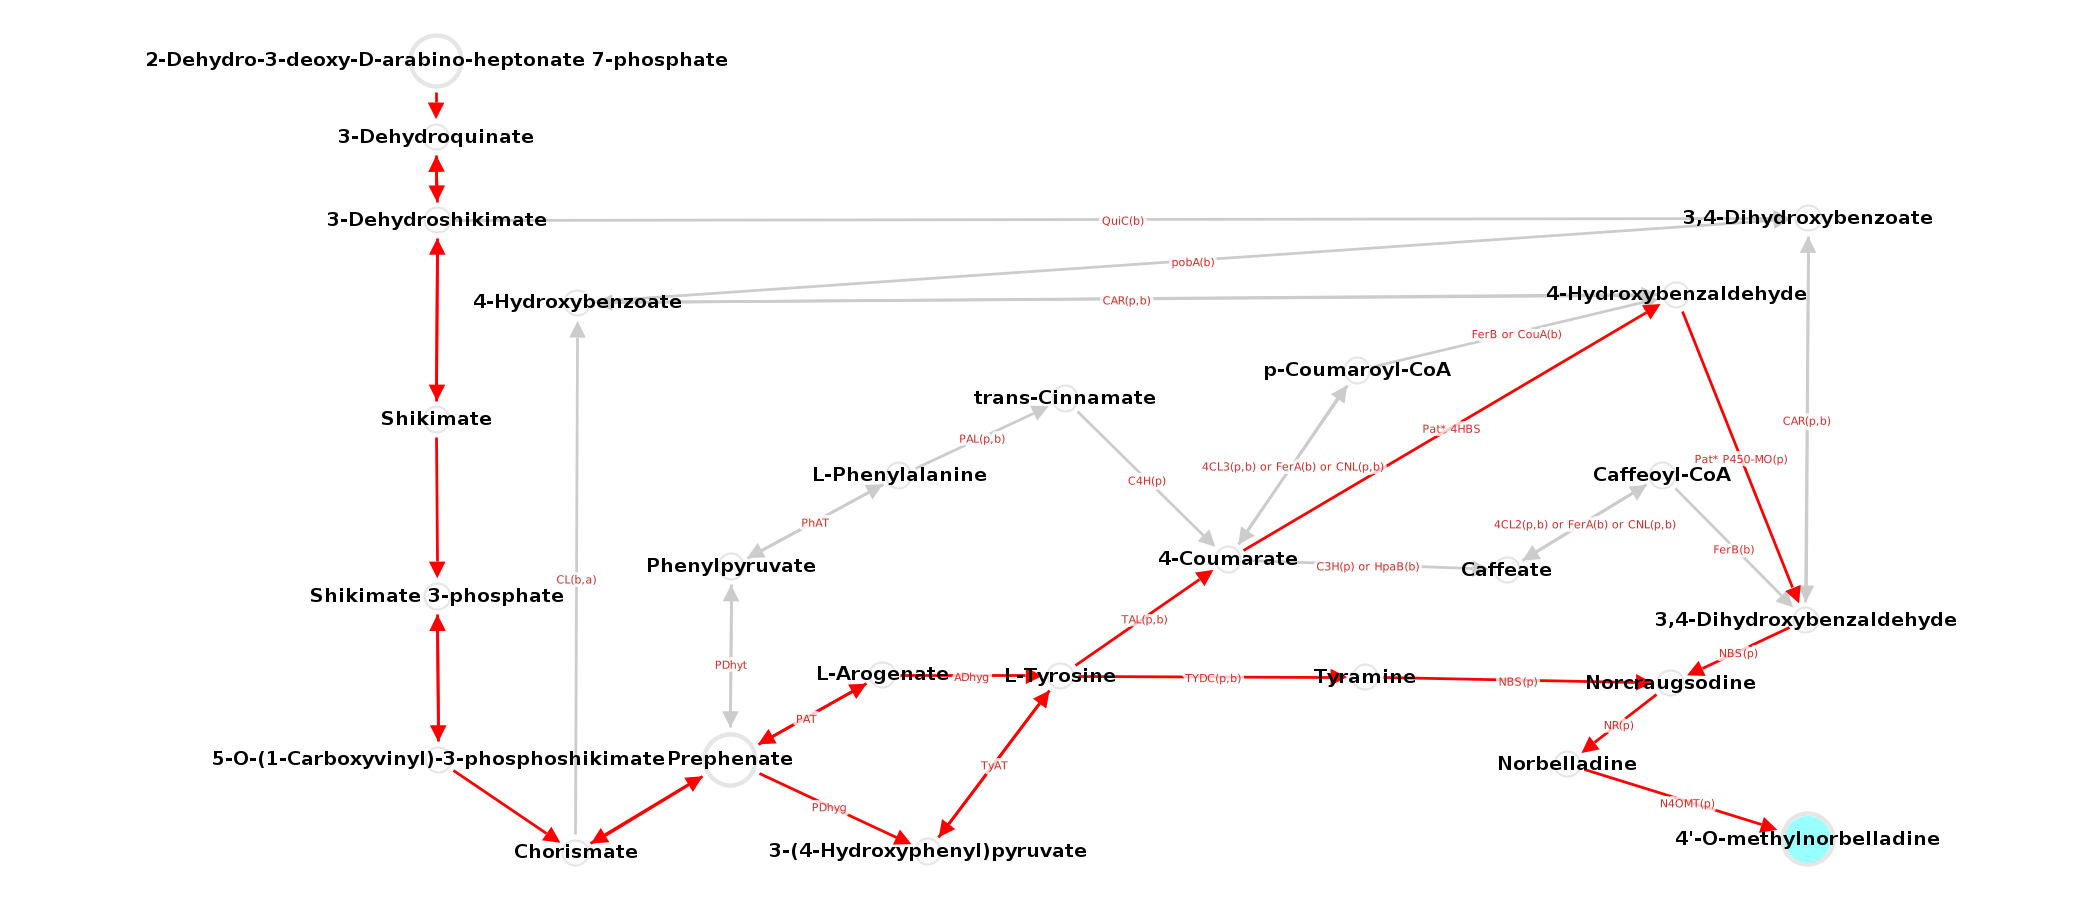 2-Dehydro-3-deoxy-D-arabino-heptonate 7-phosphate
3-Dehydroquinate
3-Dehydroshikimate
QuiC(b)
3,4-Dihydroxybenzoate
pobA(b)
4-Hydroxybenzoate
CAR(p,b)
4-Hydroxybenzaldehyde
FerB or CouA(b)
p-Coumaroyl-CoA
trans-Cinnamate
Shikimate
CAR(p,b)
Pat* 4HBS
PAL(p,b)
Pat* P450-MO(p)
4CL3(p,b) or FerA(b) or CNL(p,b)
L-Phenylalanine
C4H(p)
Caffeoyl-CoA
PhAT
4CL2(p,b) or FerA(b) or CNL(p,b)
FerB(b)
4-Coumarate
Phenylpyruvate
C3H(p) or HpaB(b)
Caffeate
CL(b,a)
Shikimate 3-phosphate
TAL(p,b)
3,4-Dihydroxybenzaldehyde
NBS(p)
PDhyt
L-Arogenate
ADhyg
L-Tyrosine
TYDC(p,b)
Tyramine
NBS(p)
Norcraugsodine
PAT
NR(p)
5-O-(1-Carboxyvinyl)-3-phosphoshikimate
Prephenate
TyAT
Norbelladine
PDhyg
N4OMT(p)
4'-O-methylnorbelladine
Chorismate
3-(4-Hydroxyphenyl)pyruvate